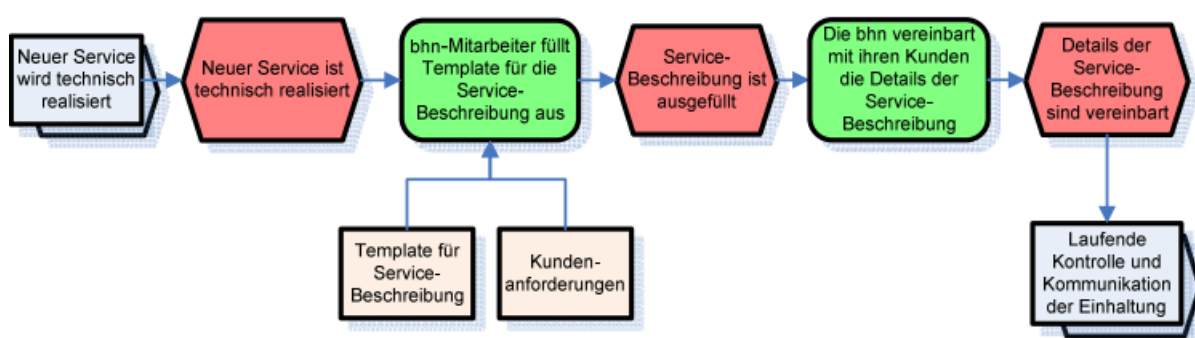 Neuer Service
wird technisch
realisiert
Neuer Service ist
technisch realisiert
bhn-Mitarbeiter füllt
Template für die
Service-
Beschreibung aus
Service-
Beschreibung ist
ausgefüllt
Die bhn vereinbart
mit ihren Kunden
die Details der
Service-
Beschreibung
Details der
Service-
Beschreibung
sind vereinbart
Template für
Service-
Beschreibung
Kunden-
anforderungen
Laufende
Kontrolle und
Kommunikation
der Einhaltung